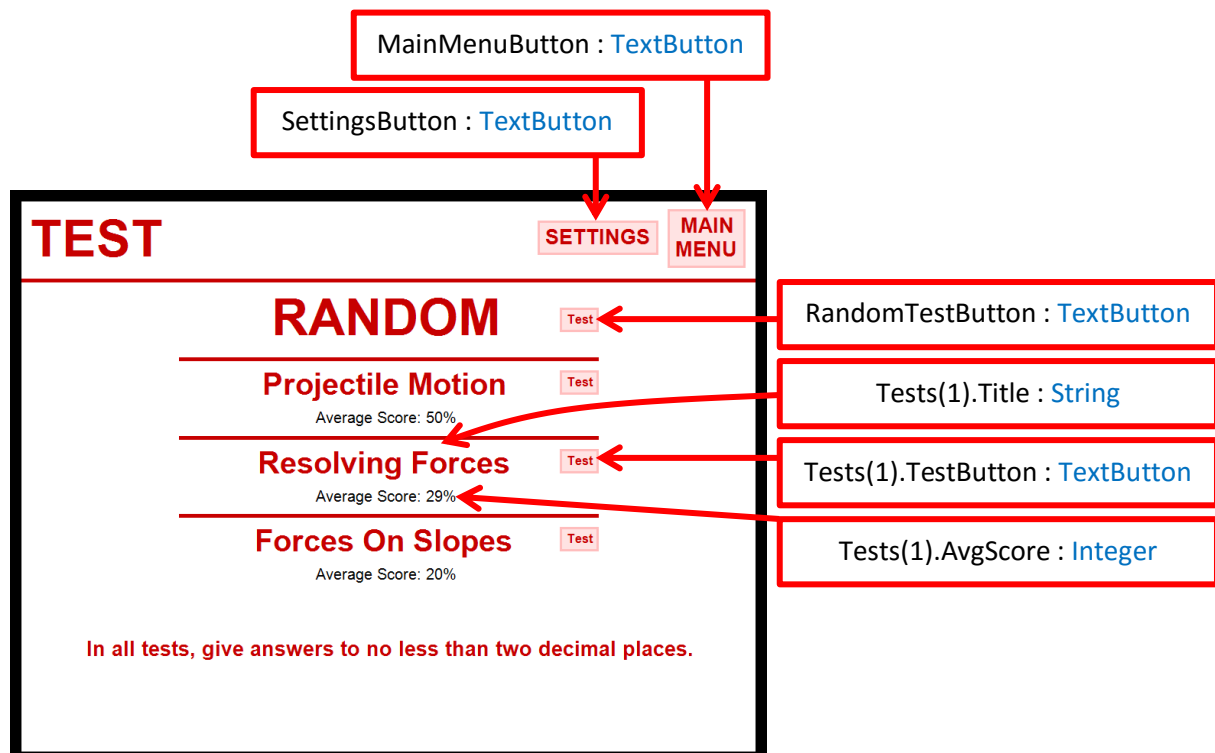 MainMenuButton : TextButton
SettingsButton : TextButton
TEST
SETTINGS
MAIN
MENU
RANDOM
Test
RandomTestButton : TextButton
Projectile Motion
Test
Average Score: 50%
Tests(1).Title : String
Resolving Forces
Test
Tests(1).TestButton : TextButton
Average Score: 29%
Forces On Slopes
Test
Tests(1).AvgScore : Integer
Average Score: 20%
In all tests, give answers to no less than two decimal places.